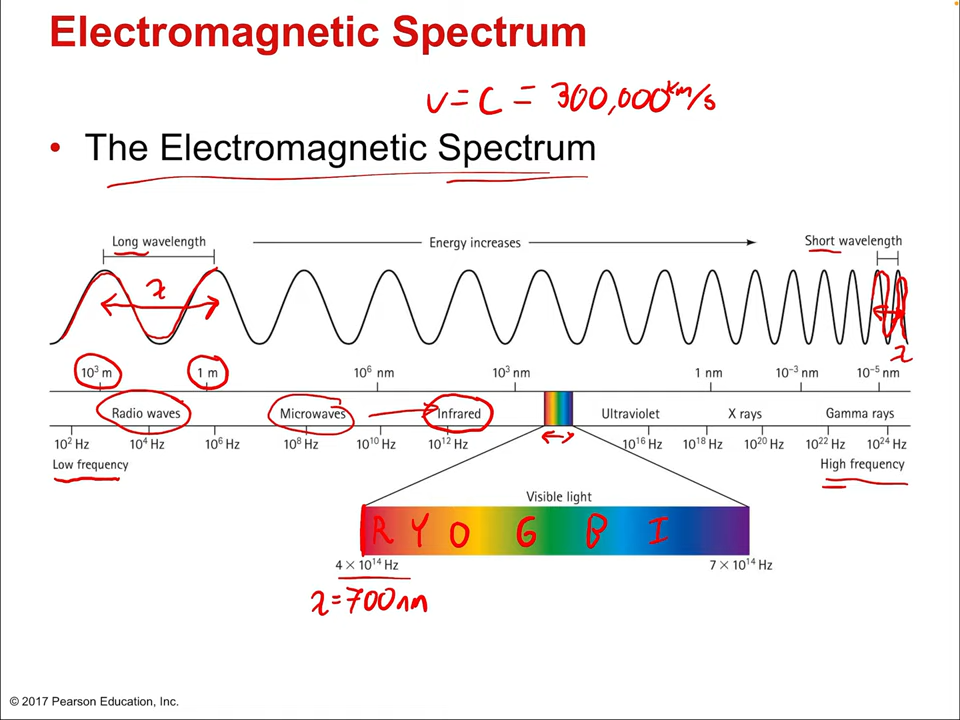 Electromagnetic Spectrum
v = C = 300,000 km/s
• The Electromagnetic Spectrum
Long wavelength Energy increases Short wavelength
λ
λ
10³ m 1 m 10⁶ nm 10³ nm 1 nm 10⁻³ nm 10⁻⁵ nm
Radio waves Microwaves Infrared Ultraviolet X rays Gamma rays
10² Hz 10⁴ Hz 10⁶ Hz 10⁸ Hz 10¹⁰ Hz 10¹² Hz 10¹⁶ Hz 10¹⁸ Hz 10²⁰ Hz 10²² Hz 10²⁴ Hz
Low frequency High frequency
Visible light
R Y O G B I
4 × 10¹⁴ Hz 7 × 10¹⁴ Hz
λ = 700 nm
© 2017 Pearson Education, Inc.